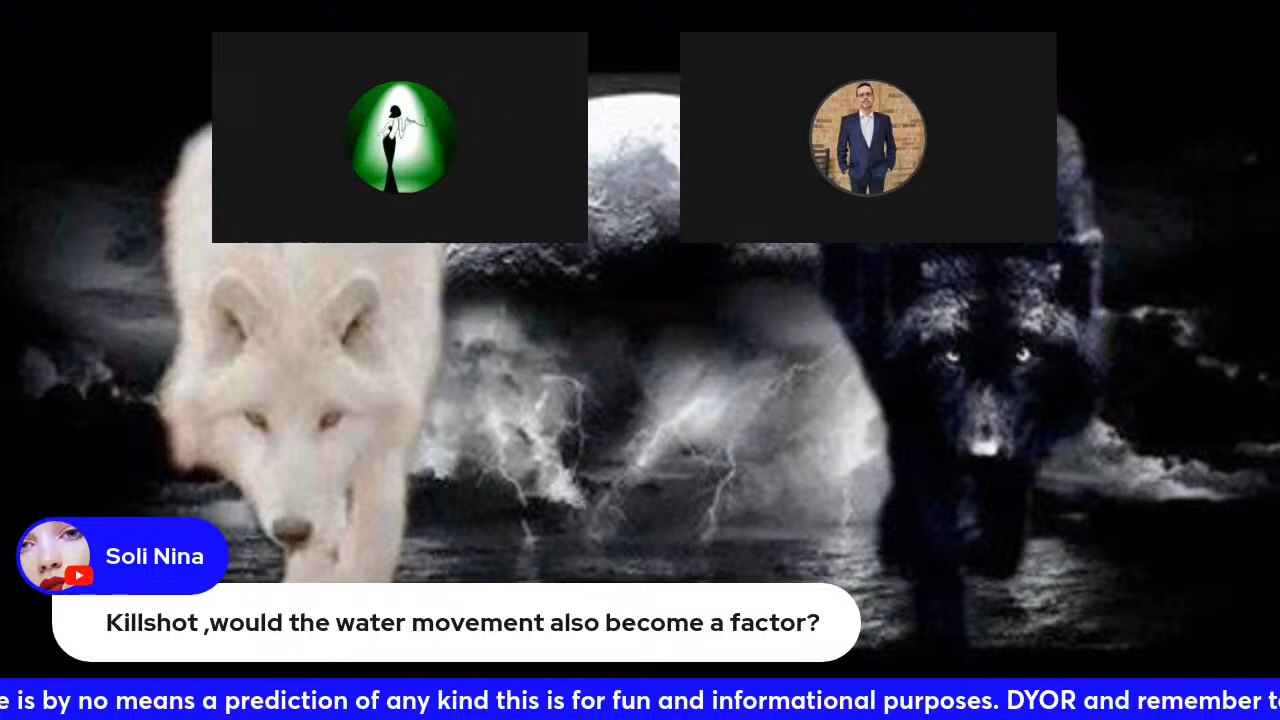 Soli Nina
Killshot ,would the water movement also become a factor?
e is by no means a prediction of any kind this is for fun and informational purposes. DYOR and remember t